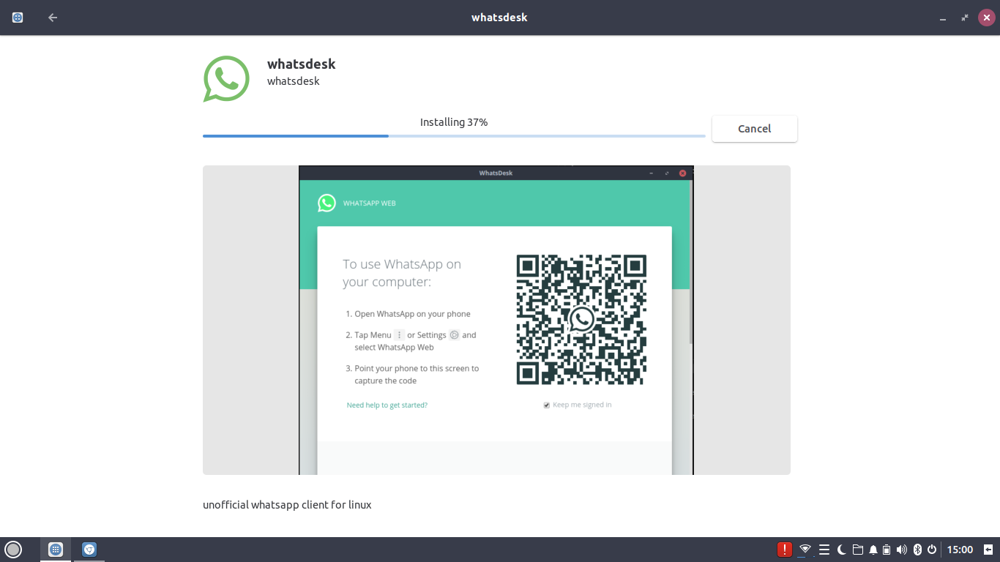 whatsdesk
whatsdesk
whatsdesk
Installing 37%
Cancel
WhatsDesk
WHATSAPP WEB
To use WhatsApp on
your computer:
1. Open WhatsApp on your phone
2. Tap Menu or Settings and
select WhatsApp Web
3. Point your phone to this screen to
capture the code
Need help to get started?
Keep me signed in
unofficial whatsapp client for linux
15:00